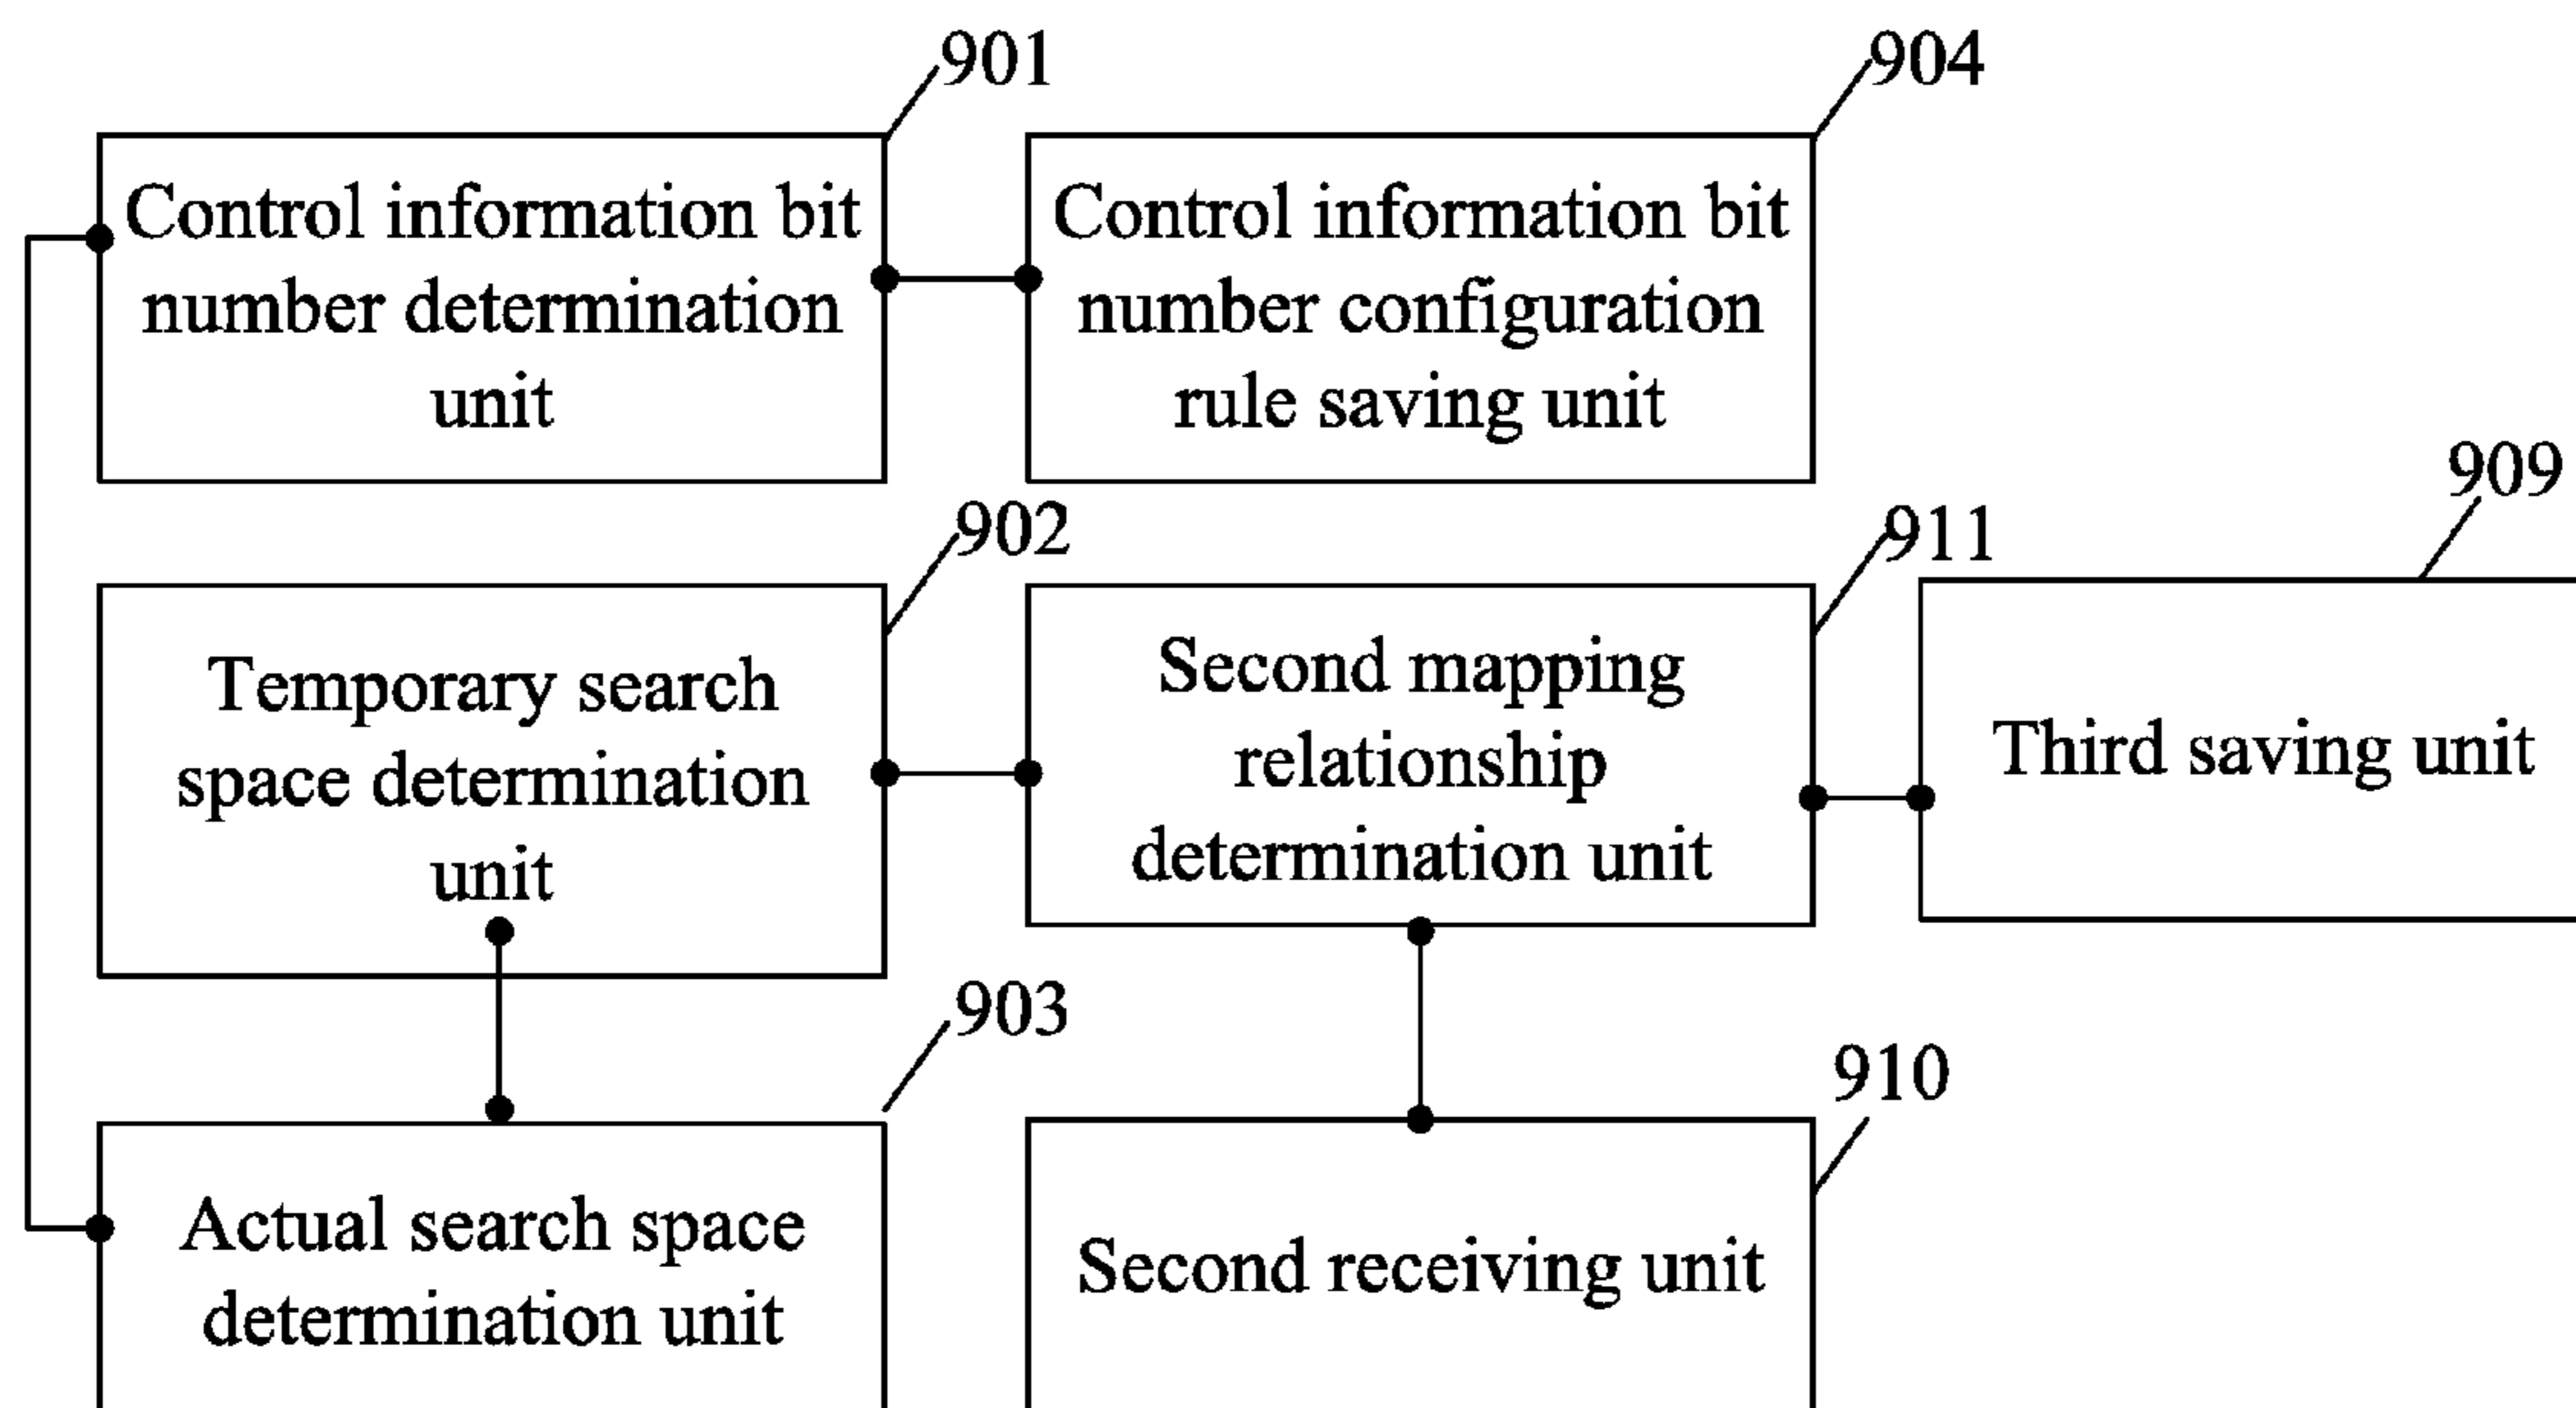 901
904
Control information bit
number determination
unit
Control information bit
number configuration
rule saving unit
909
902
911
Temporary search
space determination
unit
Second mapping
relationship
determination unit
Third saving unit
903
910
Actual search space
determination unit
Second receiving unit